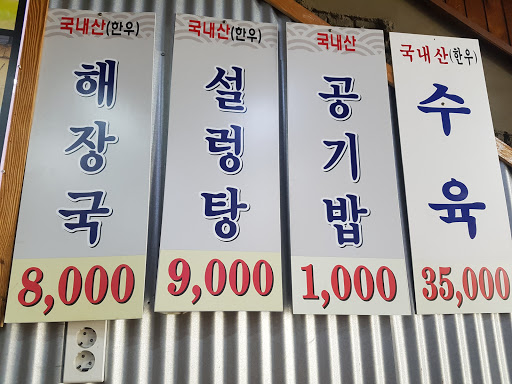 국내산(한우)
해장국
8,000
국내산(한우)
설렁탕
9,000
국내산
공기밥
1,000
국내산(한우)
수육
35,000